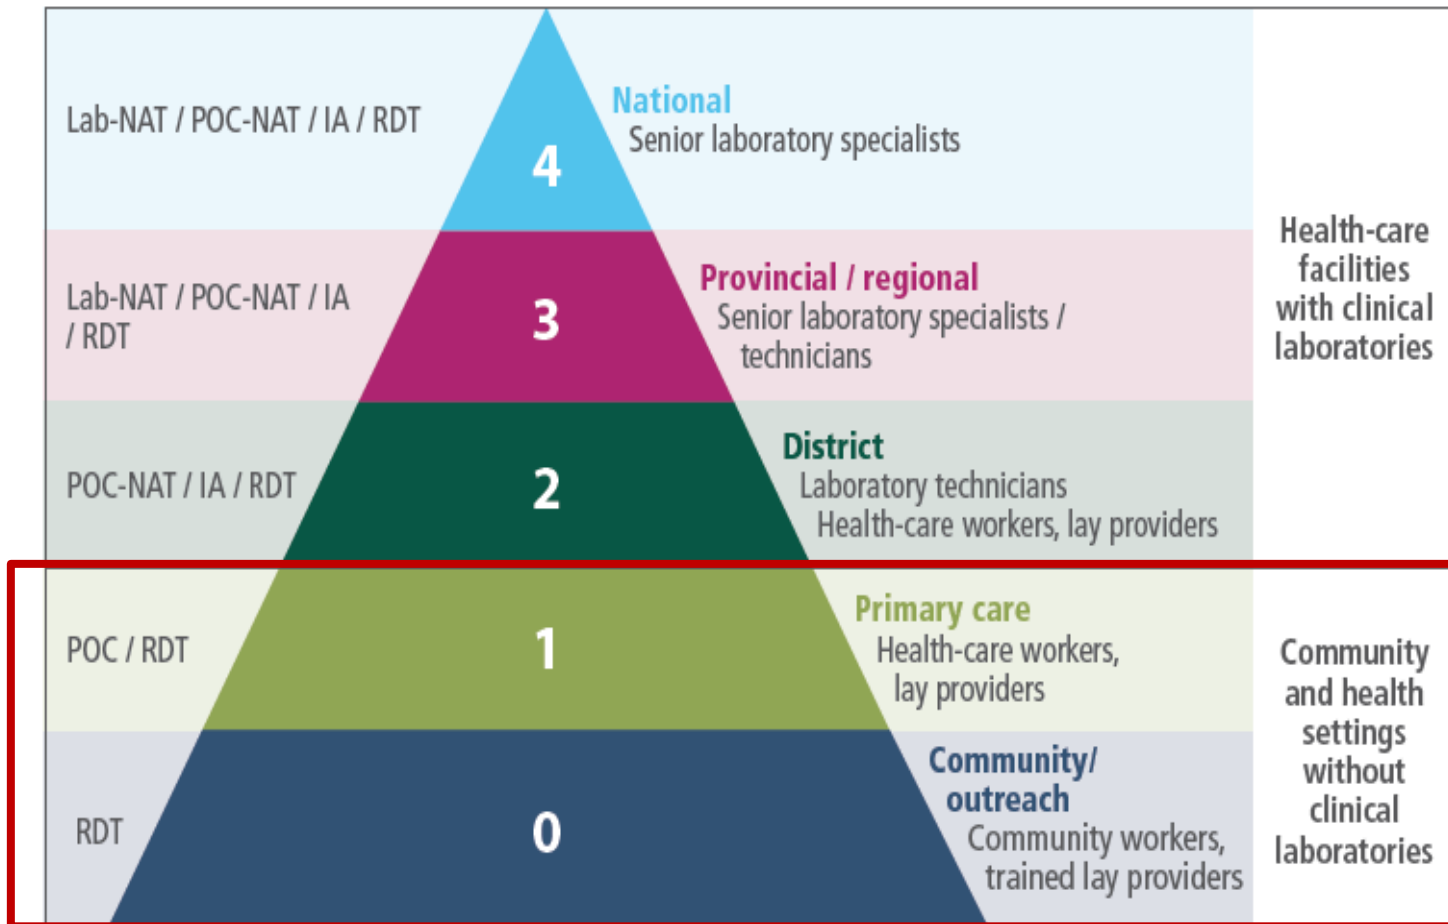 Lab-NAT / POC-NAT / IA / RDT
4
National
Senior laboratory specialists
Lab-NAT / POC-NAT / IA
/ RDT
3
Provincial / regional
Senior laboratory specialists /
technicians
POC-NAT / IA / RDT
2
District
Laboratory technicians
Health-care workers, lay providers
Health-care
facilities
with clinical
laboratories
POC / RDT
1
Primary care
Health-care workers,
lay providers
RDT
0
Community/
outreach
Community workers,
trained lay providers
Community
and health
settings
without
clinical
laboratories